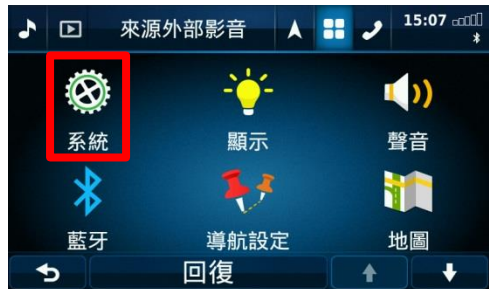 來源外部影音 15:07
系統 顯示 聲音
藍牙 導航設定 地圖
回復